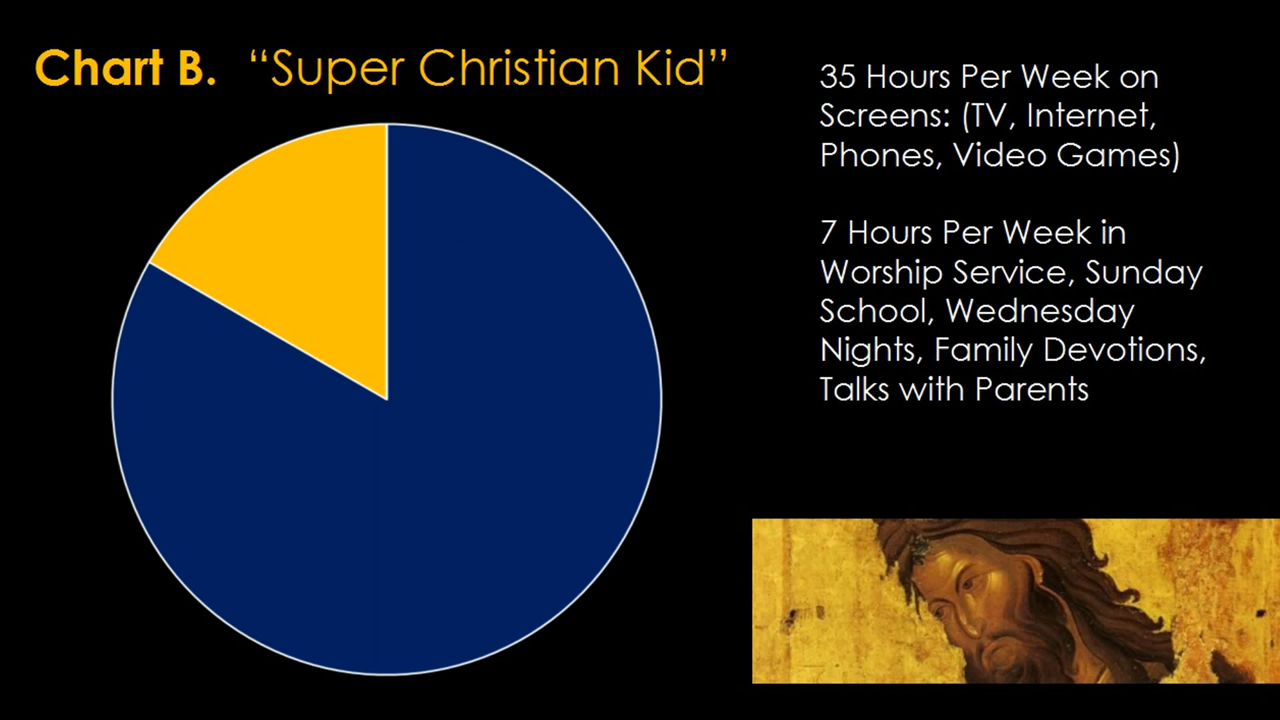 Chart B. “Super Christian Kid”
35 Hours Per Week on
Screens: (TV, Internet,
Phones, Video Games)
7 Hours Per Week in
Worship Service, Sunday
School, Wednesday
Nights, Family Devotions,
Talks with Parents